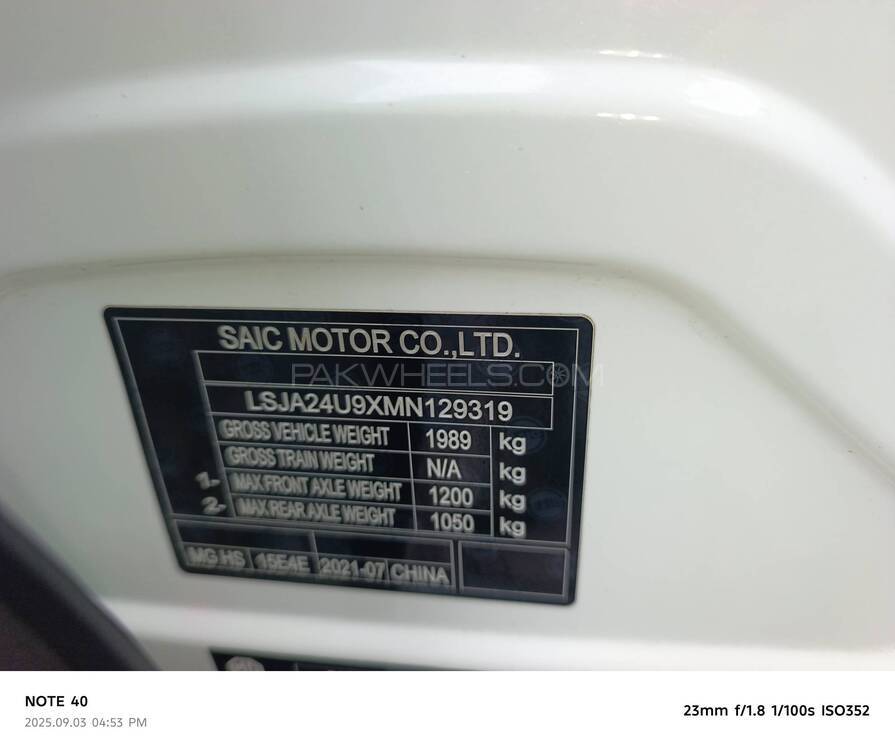 SAIC MOTOR CO.,LTD.
PAKWHEELS.COM
LSJA24U9XMN129319
GROSS VEHICLE WEIGHT 1989 kg
GROSS TRAIN WEIGHT N/A kg
1- MAX FRONT AXLE WEIGHT 1200 kg
2- MAX REAR AXLE WEIGHT 1050 kg
MG HS 15E4E 2021-07 CHINA
NOTE 40
2025.09.03 04:53 PM
23mm f/1.8 1/100s ISO352